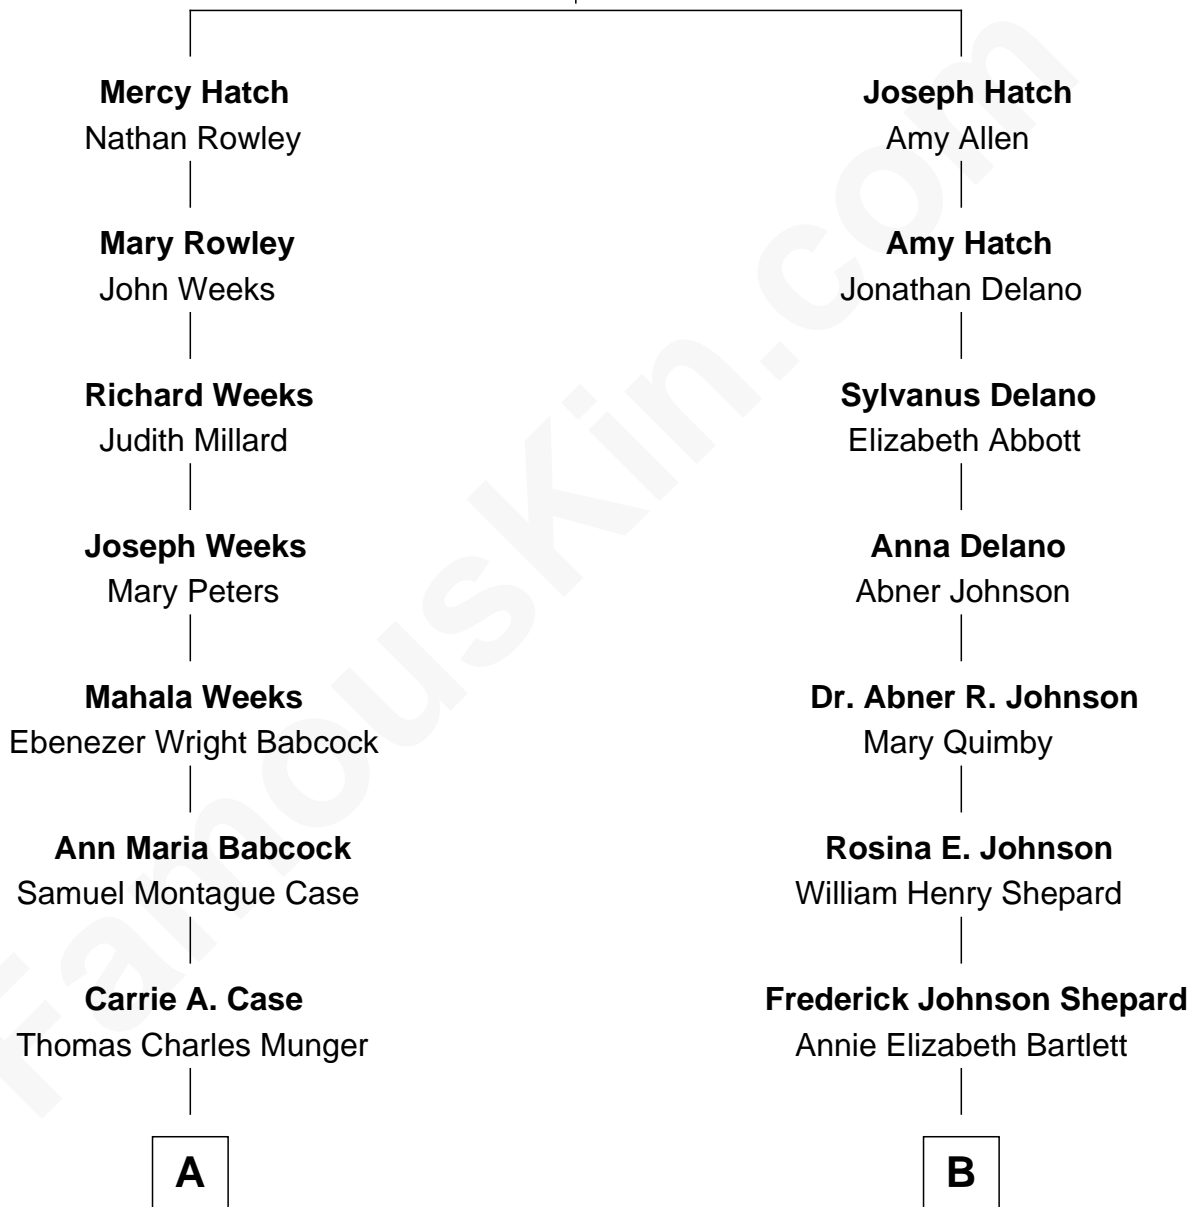 Mercy Hatch
Nathan Rowley
Mary Rowley
John Weeks
Richard Weeks
Judith Millard
Joseph Weeks
Mary Peters
Mahala Weeks
Ebenezer Wright Babcock
Ann Maria Babcock
Samuel Montague Case
Carrie A. Case
Thomas Charles Munger
A
Joseph Hatch
Amy Allen
Amy Hatch
Jonathan Delano
Sylvanus Delano
Elizabeth Abbott
Anna Delano
Abner Johnson
Dr. Abner R. Johnson
Mary Quimby
Rosina E. Johnson
William Henry Shepard
Frederick Johnson Shepard
Annie Elizabeth Bartlett
B
FamousKin.com